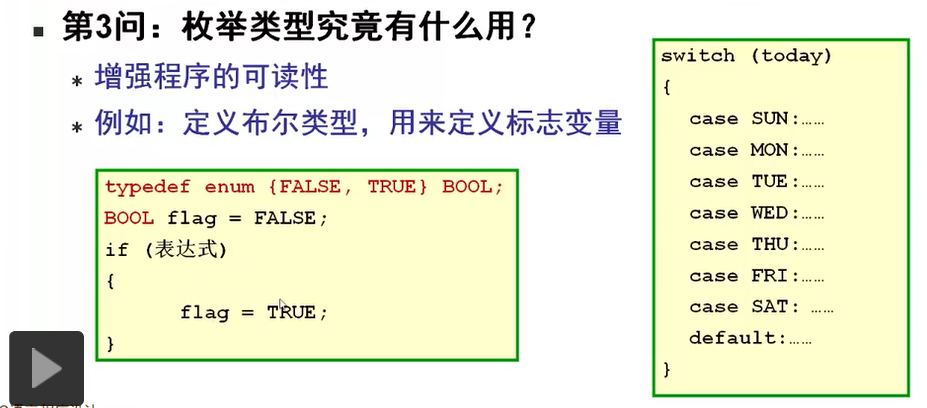 第3问：枚举类型究竟有什么用？
* 增强程序的可读性
* 例如：定义布尔类型，用来定义标志变量
typedef enum {FALSE, TRUE} BOOL;
BOOL flag = FALSE;
if (表达式)
{
flag = TRUE;
}
switch (today)
{
case SUN:……
case MON:……
case TUE:……
case WED:……
case THU:……
case FRI:……
case SAT: ……
default:……
}